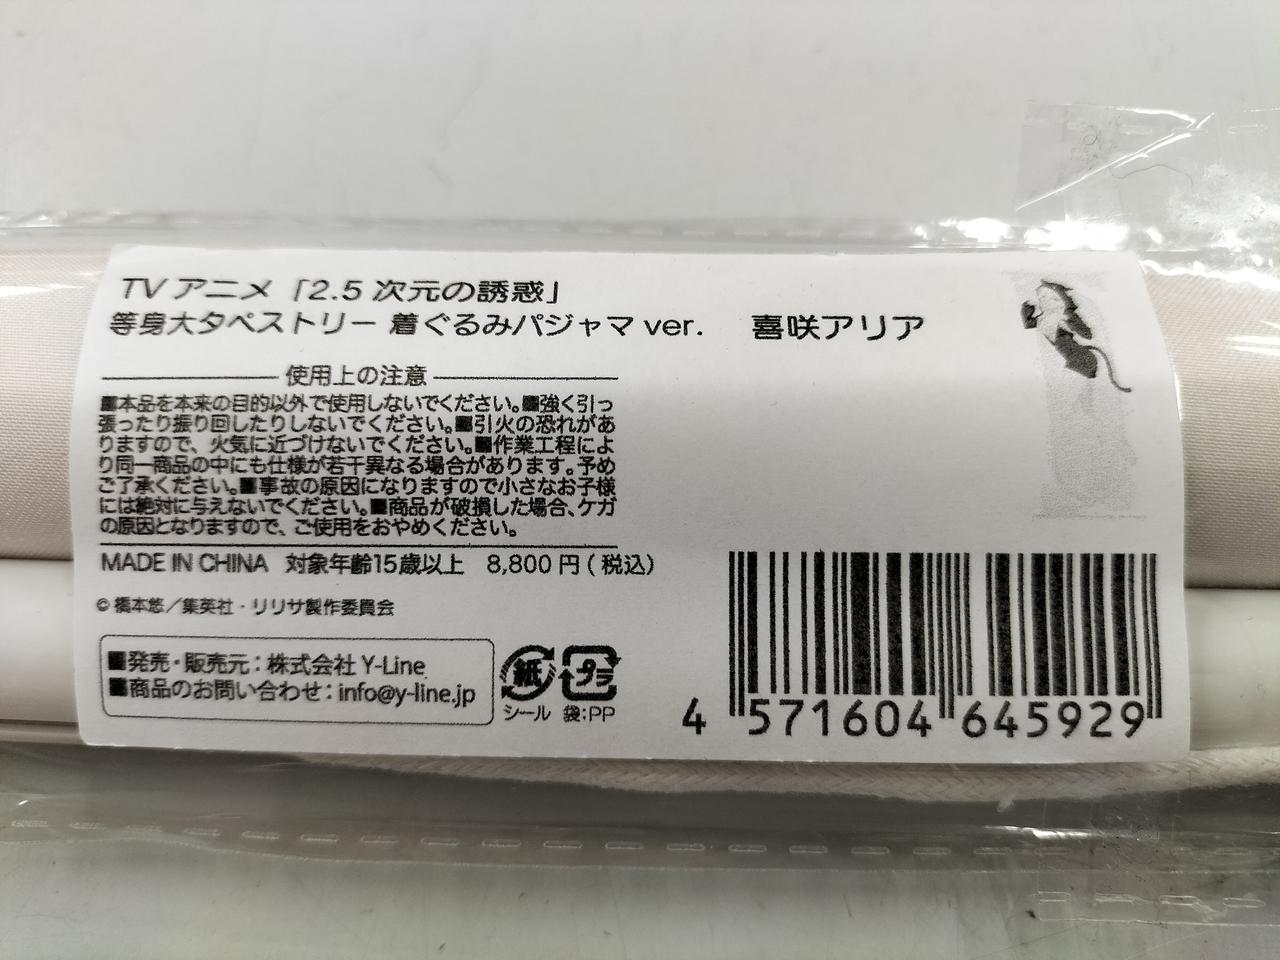 TVアニメ「2.5次元の誘惑」
等身大タペストリー 着ぐるみパジャマver.　喜咲アリア
使用上の注意
■本品を本来の目的以外で使用しないでください。■強く引っ
張ったり振り回したりしないでください。■引火の恐れがあ
りますので、火気に近づけないでください。■作業工程によ
り同一商品の中にも仕様が若干異なる場合があります。予め
ご了承ください。■事故の原因になりますので小さなお子様
には絶対に与えないでください。■商品が破損した場合、ケガ
の原因となりますので、ご使用をおやめください。
MADE IN CHINA　対象年齢15歳以上　8,800円(税込)
©橋本悠／集英社・リリサ製作委員会
■発売・販売元：株式会社 Y-Line
■商品のお問い合わせ：info@y-line.jp
紙 プラ
シール 袋:PP
4 571604 645929